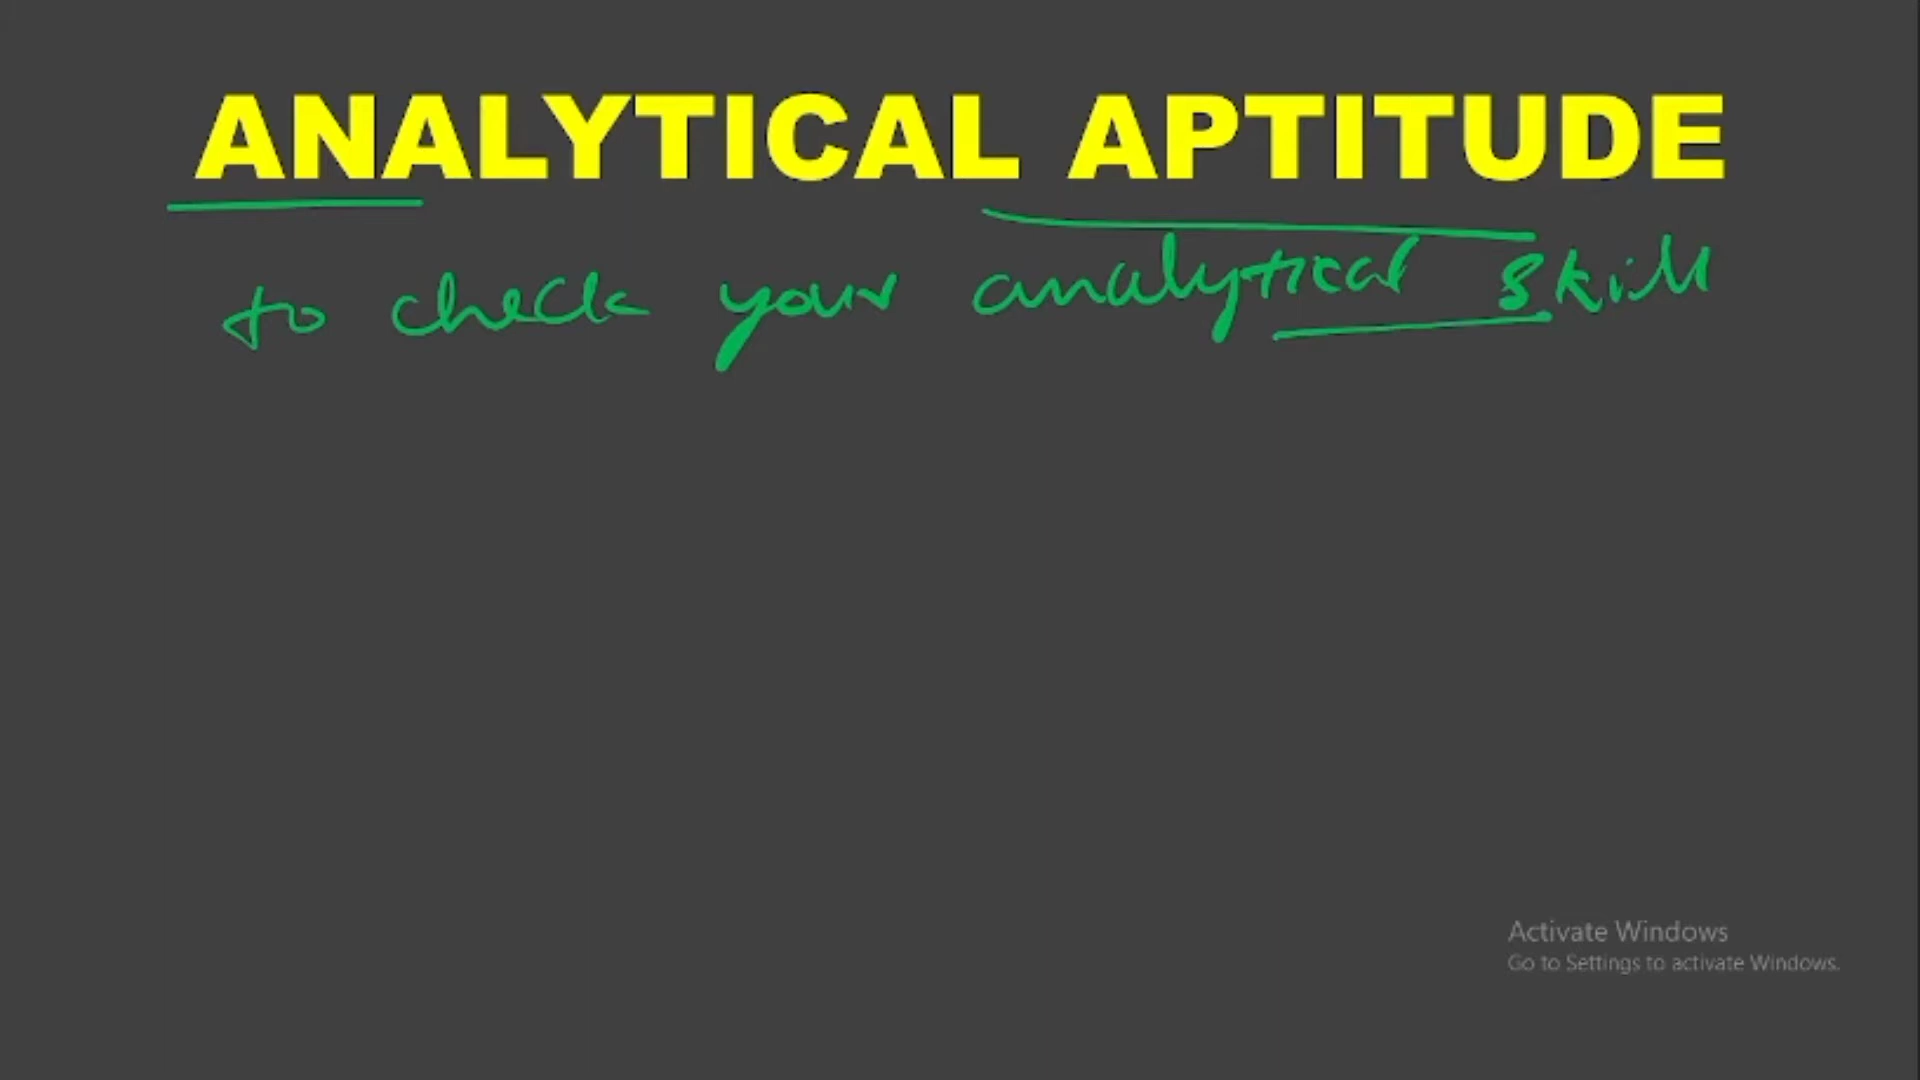 ANALYTICAL APTITUDE
to check your analytical skill
Activate Windows
Go to Settings to activate Windows.